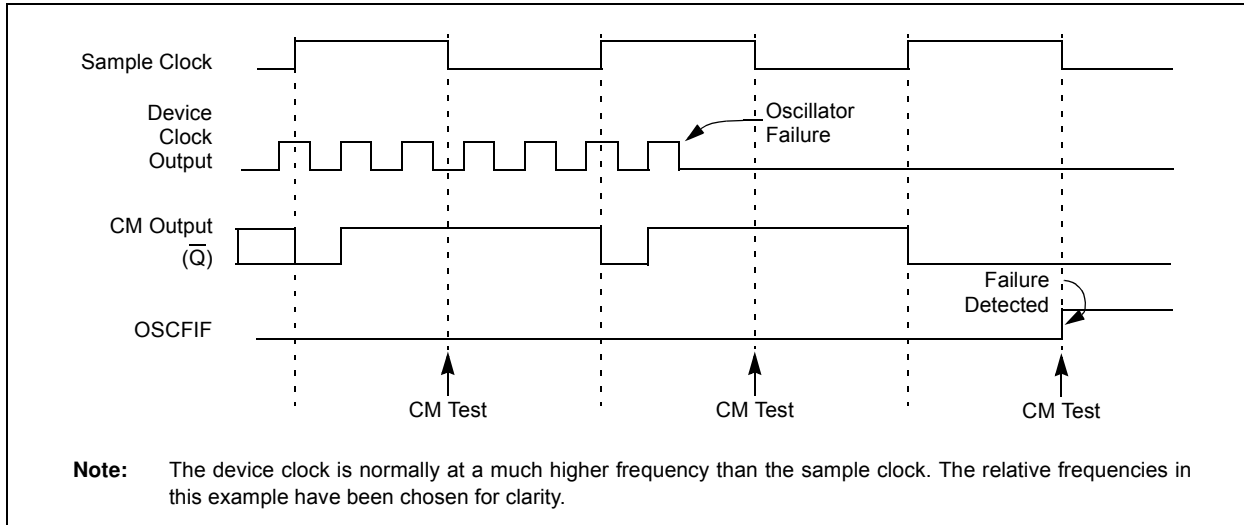 Sample Clock
Device
Clock
Output
Oscillator
Failure
CM Output
(Q̅)
Failure
Detected
OSCFIF
CM Test
CM Test
CM Test
Note: The device clock is normally at a much higher frequency than the sample clock. The relative frequencies in
this example have been chosen for clarity.